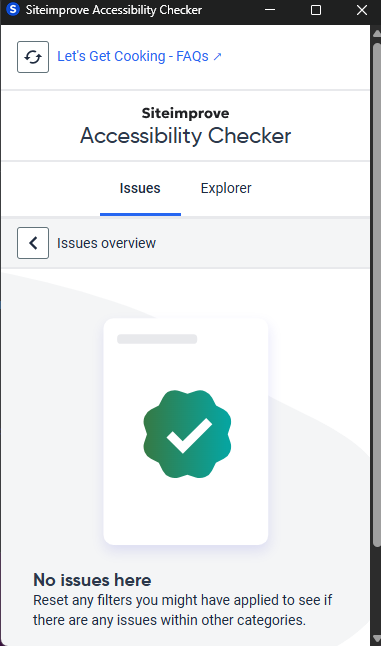 S Siteimprove Accessibility Checker
Let's Get Cooking - FAQs ↗
Siteimprove
Accessibility Checker
Issues Explorer
Issues overview
No issues here
Reset any filters you might have applied to see if
there are any issues within other categories.